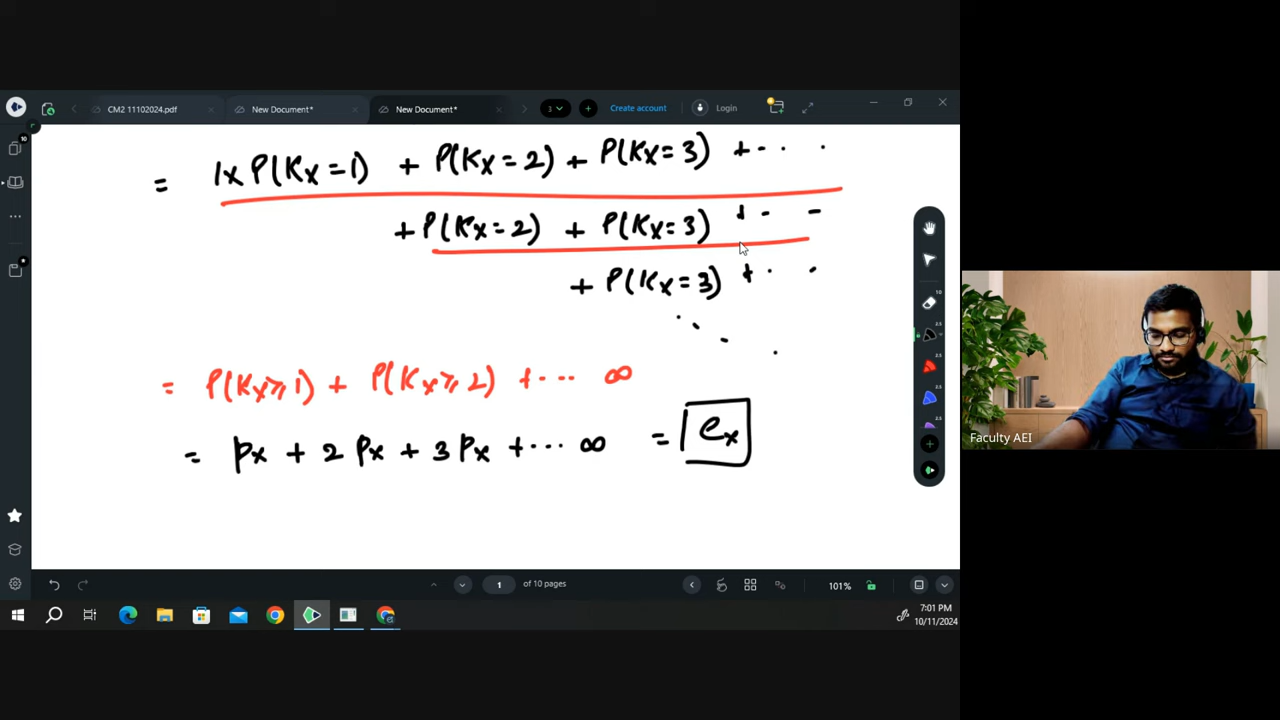 CM2 11102024.pdf New Document* New Document* 3 Create account Login
= 1x P(Kx=1) + P(Kx=2) + P(Kx=3) +-- - .
+ P(Kx=2) + P(Kx=3) +- -
+ P(Kx=3) +. .
= P(Kx⩾1) + P(Kx⩾2) +... ∞
= px + 2Px + 3Px + ... ∞ = ex
Faculty AEI
1 of 10 pages 101%
7:01 PM
10/11/2024